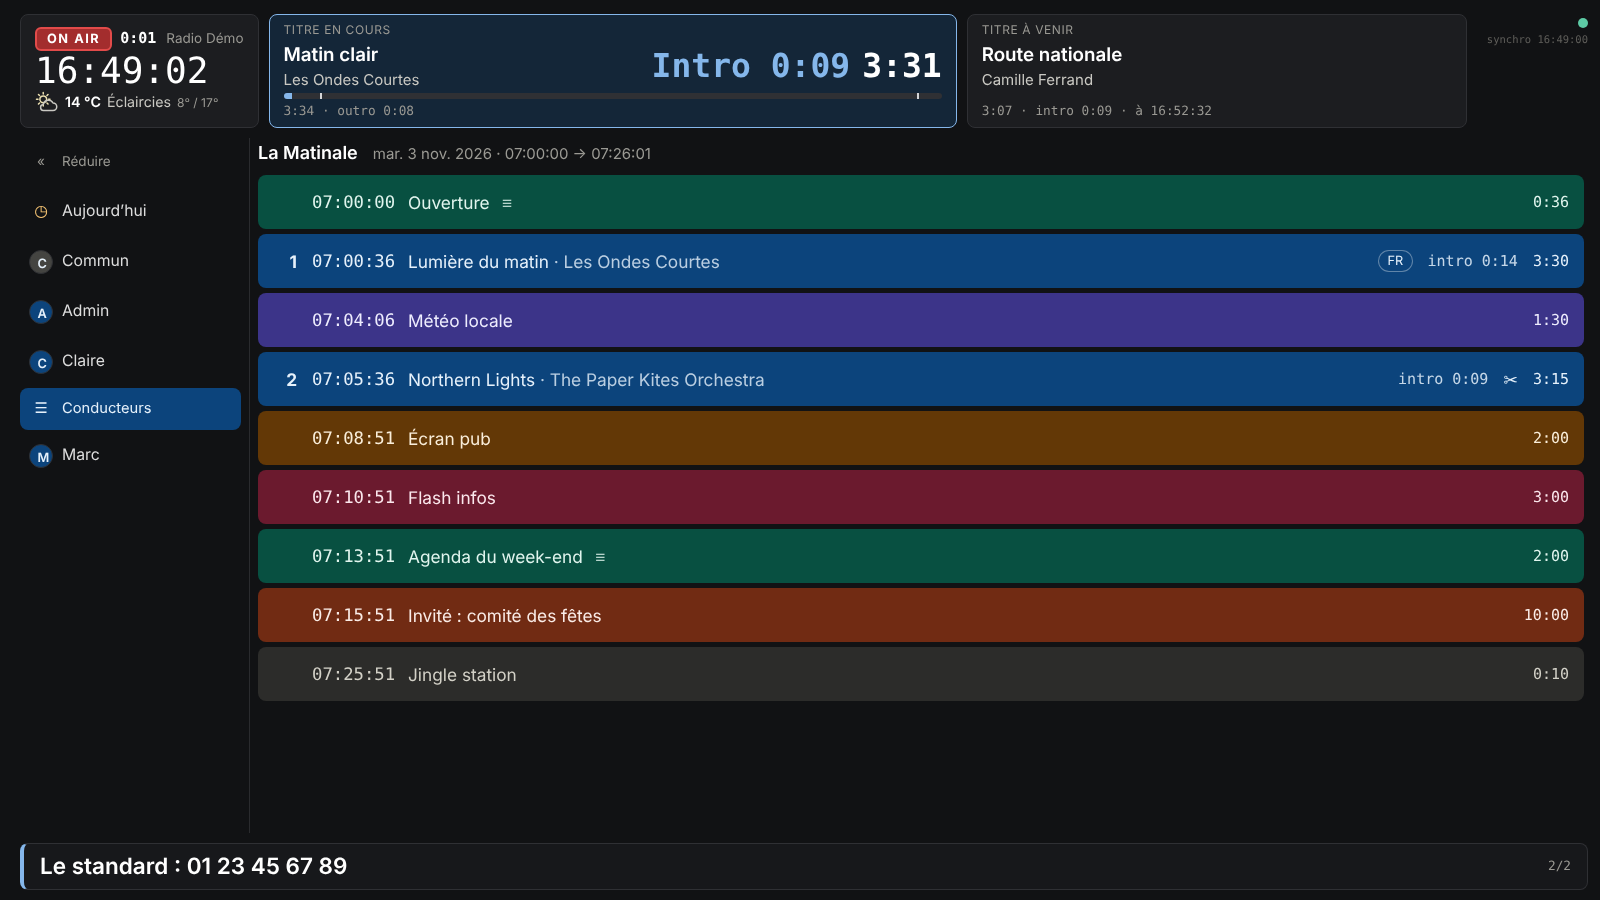 ON AIR 0:01 Radio Démo
16:49:02
14 °C Éclaircies 8° / 17°
TITRE EN COURS
Matin clair
Les Ondes Courtes
Intro 0:09 3:31
3:34 · outro 0:08
TITRE À VENIR
Route nationale
Camille Ferrand
3:07 · intro 0:09 · à 16:52:32
synchro 16:49:00
« Réduire
Aujourd’hui
C Commun
A Admin
C Claire
☰ Conducteurs
M Marc
La Matinale mar. 3 nov. 2026 · 07:00:00 → 07:26:01
07:00:00 Ouverture ≡ 0:36
1 07:00:36 Lumière du matin · Les Ondes Courtes FR intro 0:14 3:30
07:04:06 Météo locale 1:30
2 07:05:36 Northern Lights · The Paper Kites Orchestra intro 0:09 ✂ 3:15
07:08:51 Écran pub 2:00
07:10:51 Flash infos 3:00
07:13:51 Agenda du week-end ≡ 2:00
07:15:51 Invité : comité des fêtes 10:00
07:25:51 Jingle station 0:10
Le standard : 01 23 45 67 89 2/2